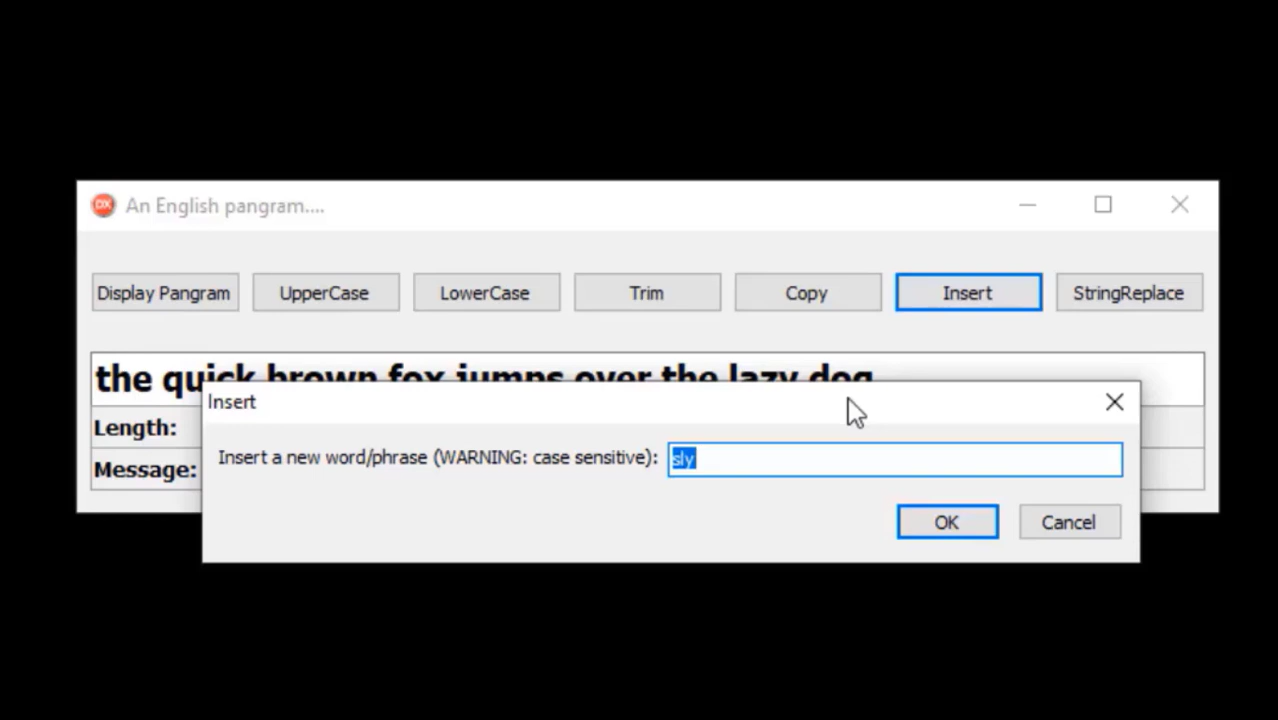 DX An English pangram....
Display Pangram UpperCase LowerCase Trim Copy Insert StringReplace
the quick brown fox jumps over the lazy dog
Insert
Length:
Insert a new word/phrase (WARNING: case sensitive): sly
Message:
OK Cancel